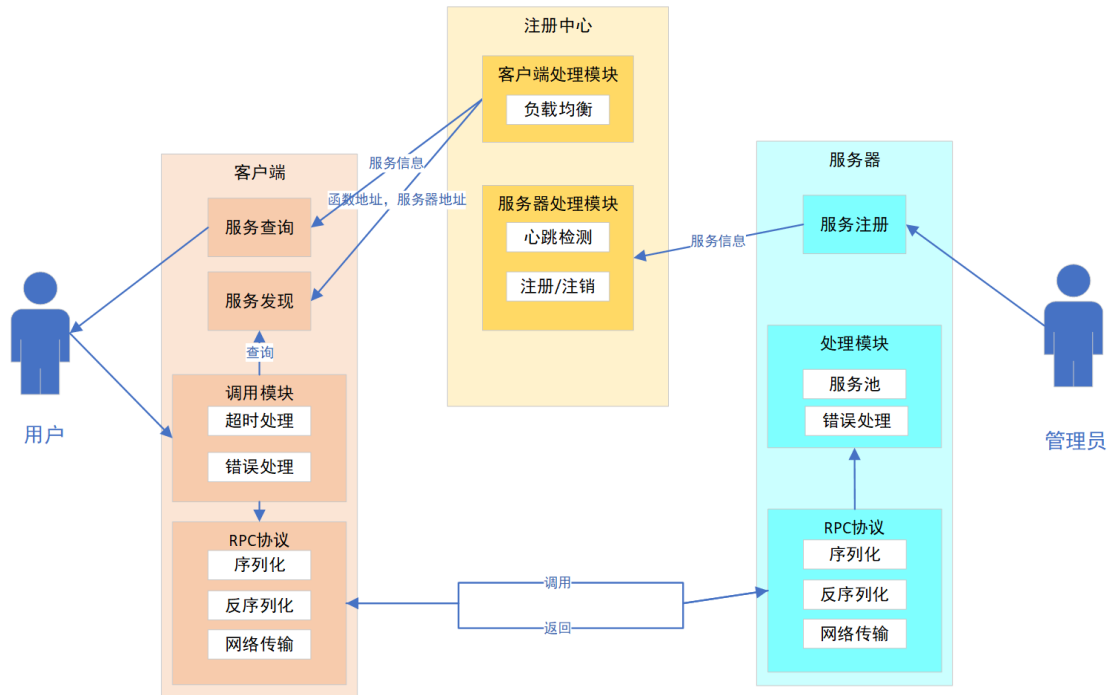 注册中心
客户端处理模块
负载均衡
服务器处理模块
心跳检测
注册/注销
客户端
服务查询
服务发现
查询
调用模块
超时处理
错误处理
RPC协议
序列化
反序列化
网络传输
服务信息
函数地址，服务器地址
服务信息
服务器
服务注册
处理模块
服务池
错误处理
RPC协议
序列化
反序列化
网络传输
调用
返回
用户
管理员